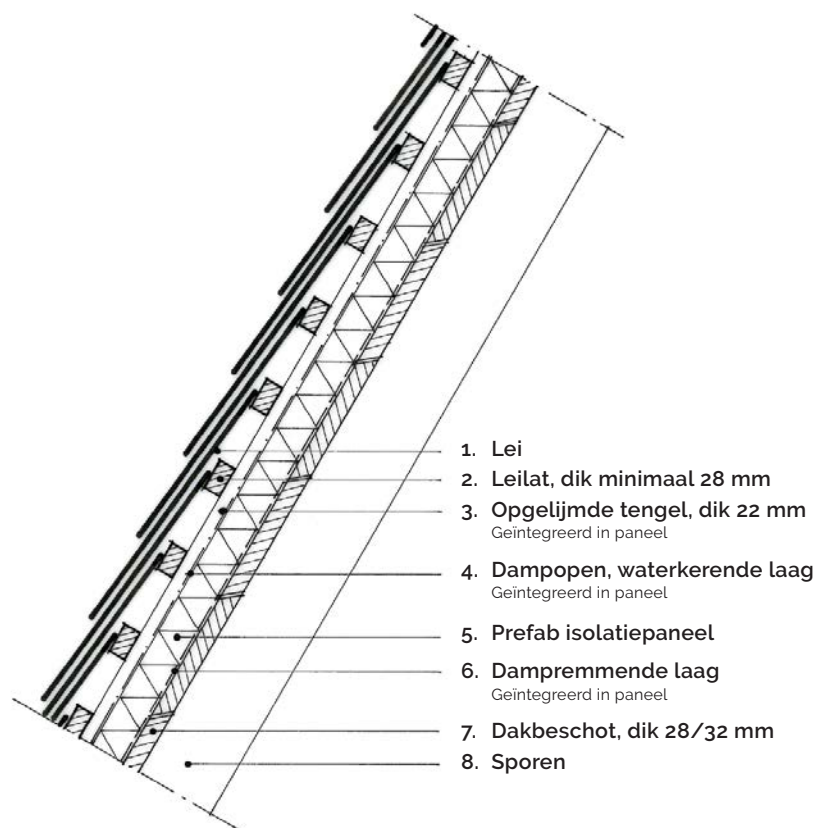 1. Lei
2. Leilat, dik minimaal 28 mm
3. Opgelijmde tengel, dik 22 mm
Geïntegreerd in paneel
4. Dampopen, waterkerende laag
Geïntegreerd in paneel
5. Prefab isolatiepaneel
6. Dampremmende laag
Geïntegreerd in paneel
7. Dakbeschot, dik 28/32 mm
8. Sporen